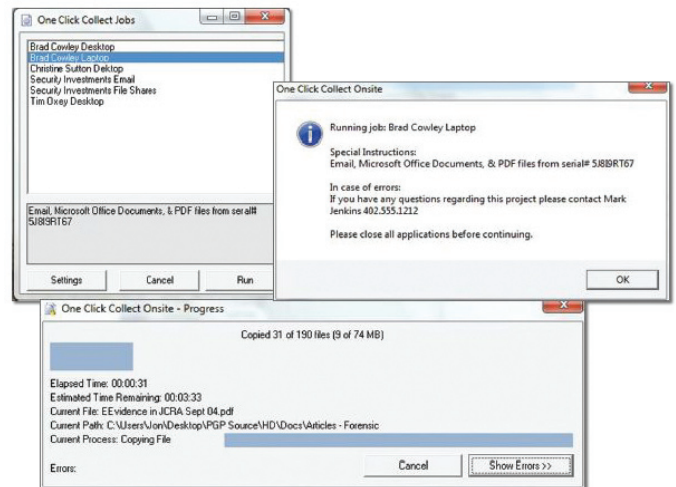 One Click Collect Jobs
Brad Cowley Desktop
Brad Cowley Laptop
Christine Sutton Dektop
Security Investments Email
Security Investments File Shares
Tim Oxey Desktop
Email, Microsoft Office Documents, & PDF files from serial#
5J8I9RT67
Settings
Cancel
Run
One Click Collect Onsite
Running job: Brad Cowley Laptop
Special Instructions:
Email, Microsoft Office Documents, & PDF files from serial# 5J8I9RT67
In case of errors:
If you have any questions regarding this project please contact Mark
Jenkins 402.555.1212
Please close all applications before continuing.
OK
One Click Collect Onsite - Progress
Copied 31 of 190 files (9 of 74 MB)
Elapsed Time: 00:00:31
Estimated Time Remaining: 00:03:33
Current File: EEvidence in JCRA Sept 04.pdf
Current Path: C:\Users\Jon\Desktop\PGP Source\HD\Docs\Articles - Forensic
Current Process: Copying File
Errors:
Cancel
Show Errors >>